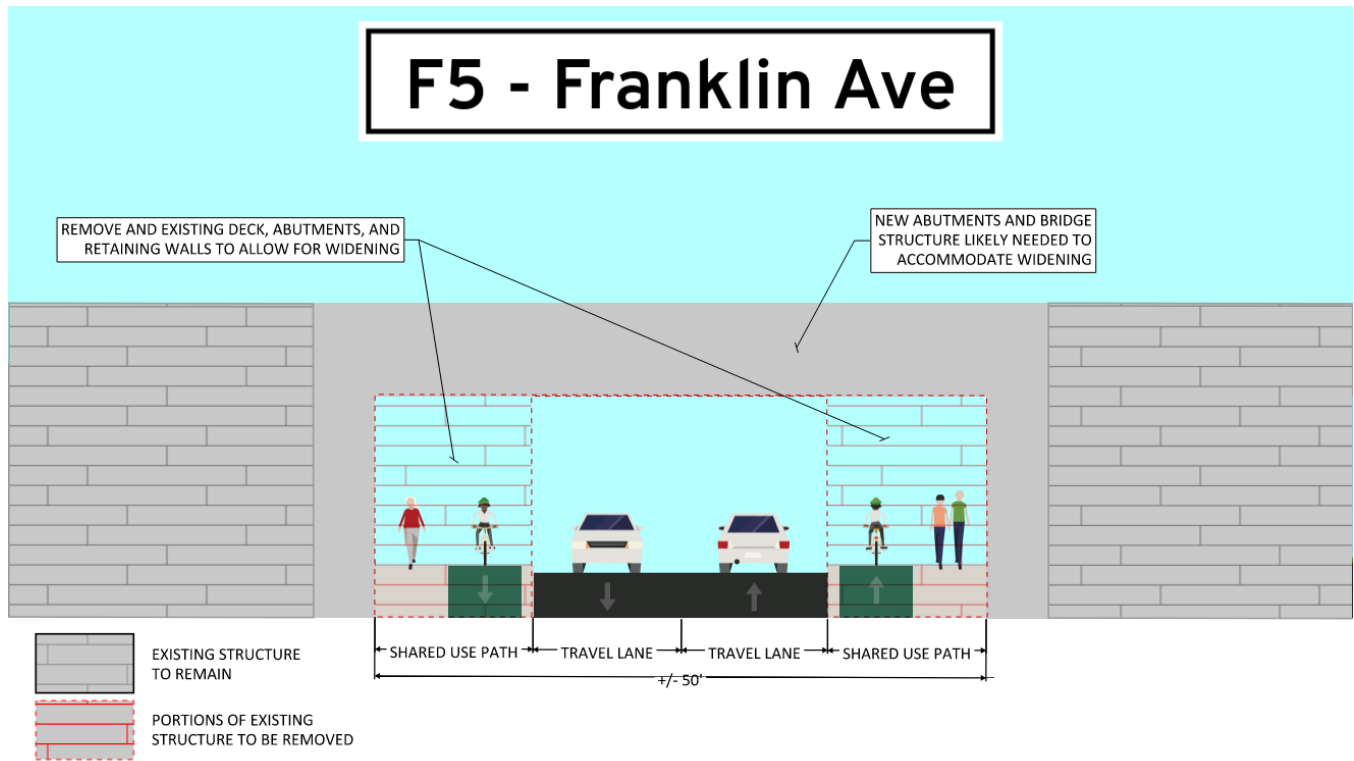 F5 - Franklin Ave
REMOVE AND EXISTING DECK, ABUTMENTS, AND
RETAINING WALLS TO ALLOW FOR WIDENING
NEW ABUTMENTS AND BRIDGE
STRUCTURE LIKELY NEEDED TO
ACCOMMODATE WIDENING
SHARED USE PATH
TRAVEL LANE
TRAVEL LANE
SHARED USE PATH
+/- 50'
EXISTING STRUCTURE
TO REMAIN
PORTIONS OF EXISTING
STRUCTURE TO BE REMOVED